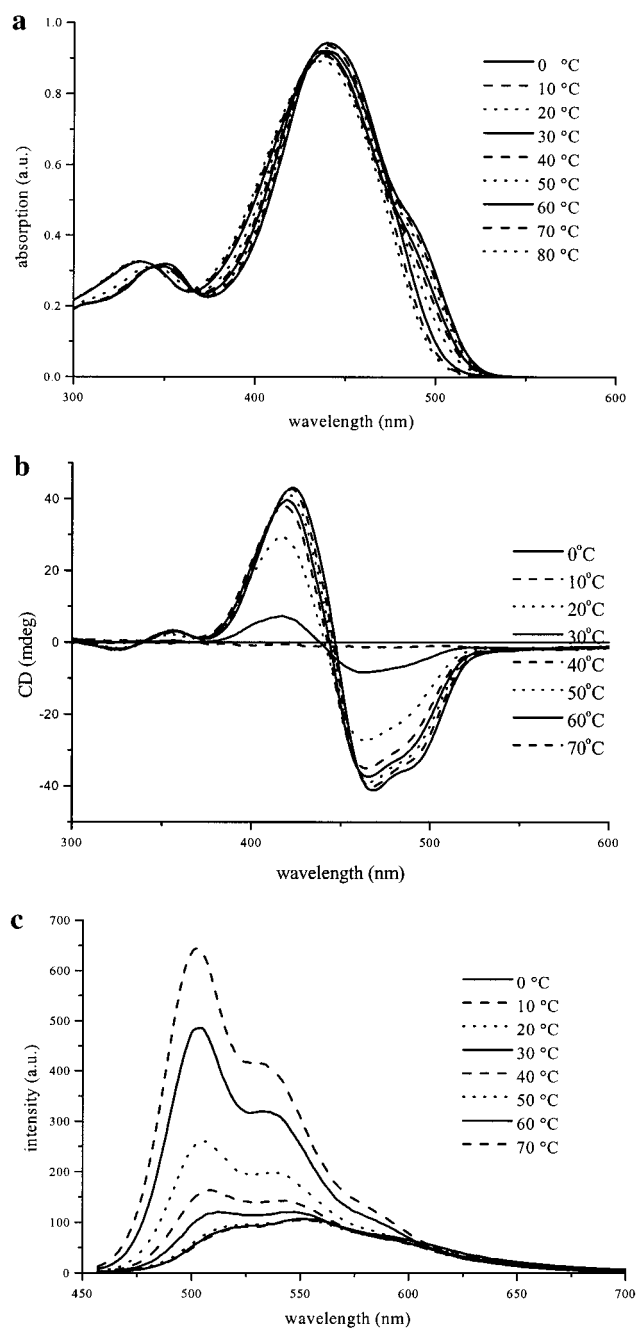 a
1.0
0.8
0.6
0.4
0.2
0.0
absorption (a.u.)
0 °C
10 °C
20 °C
30 °C
40 °C
50 °C
60 °C
70 °C
80 °C
300 400 500 600
wavelength (nm)
b
40
20
0
-20
-40
CD (mdeg)
0°C
10°C
20°C
30°C
40°C
50°C
60°C
70°C
300 400 500 600
wavelength (nm)
c
700
600
500
400
300
200
100
0
intensity (a.u.)
0 °C
10 °C
20 °C
30 °C
40 °C
50 °C
60 °C
70 °C
450 500 550 600 650 700
wavelength (nm)